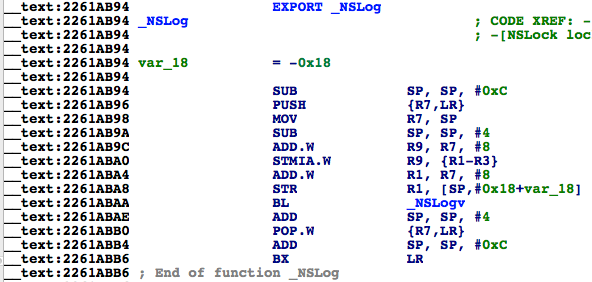 __text:2261AB94 EXPORT _NSLog
__text:2261AB94 _NSLog ; CODE XREF: -
__text:2261AB94 ; -[NSLock loc
__text:2261AB94
__text:2261AB94 var_18 = -0x18
__text:2261AB94
__text:2261AB94 SUB SP, SP, #0xC
__text:2261AB96 PUSH {R7,LR}
__text:2261AB98 MOV R7, SP
__text:2261AB9A SUB SP, SP, #4
__text:2261AB9C ADD.W R9, R7, #8
__text:2261ABA0 STMIA.W R9, {R1-R3}
__text:2261ABA4 ADD.W R1, R7, #8
__text:2261ABA8 STR R1, [SP,#0x18+var_18]
__text:2261ABAA BL _NSLogv
__text:2261ABAE ADD SP, SP, #4
__text:2261ABB0 POP.W {R7,LR}
__text:2261ABB4 ADD SP, SP, #0xC
__text:2261ABB6 BX LR
__text:2261ABB6 ; End of function _NSLog